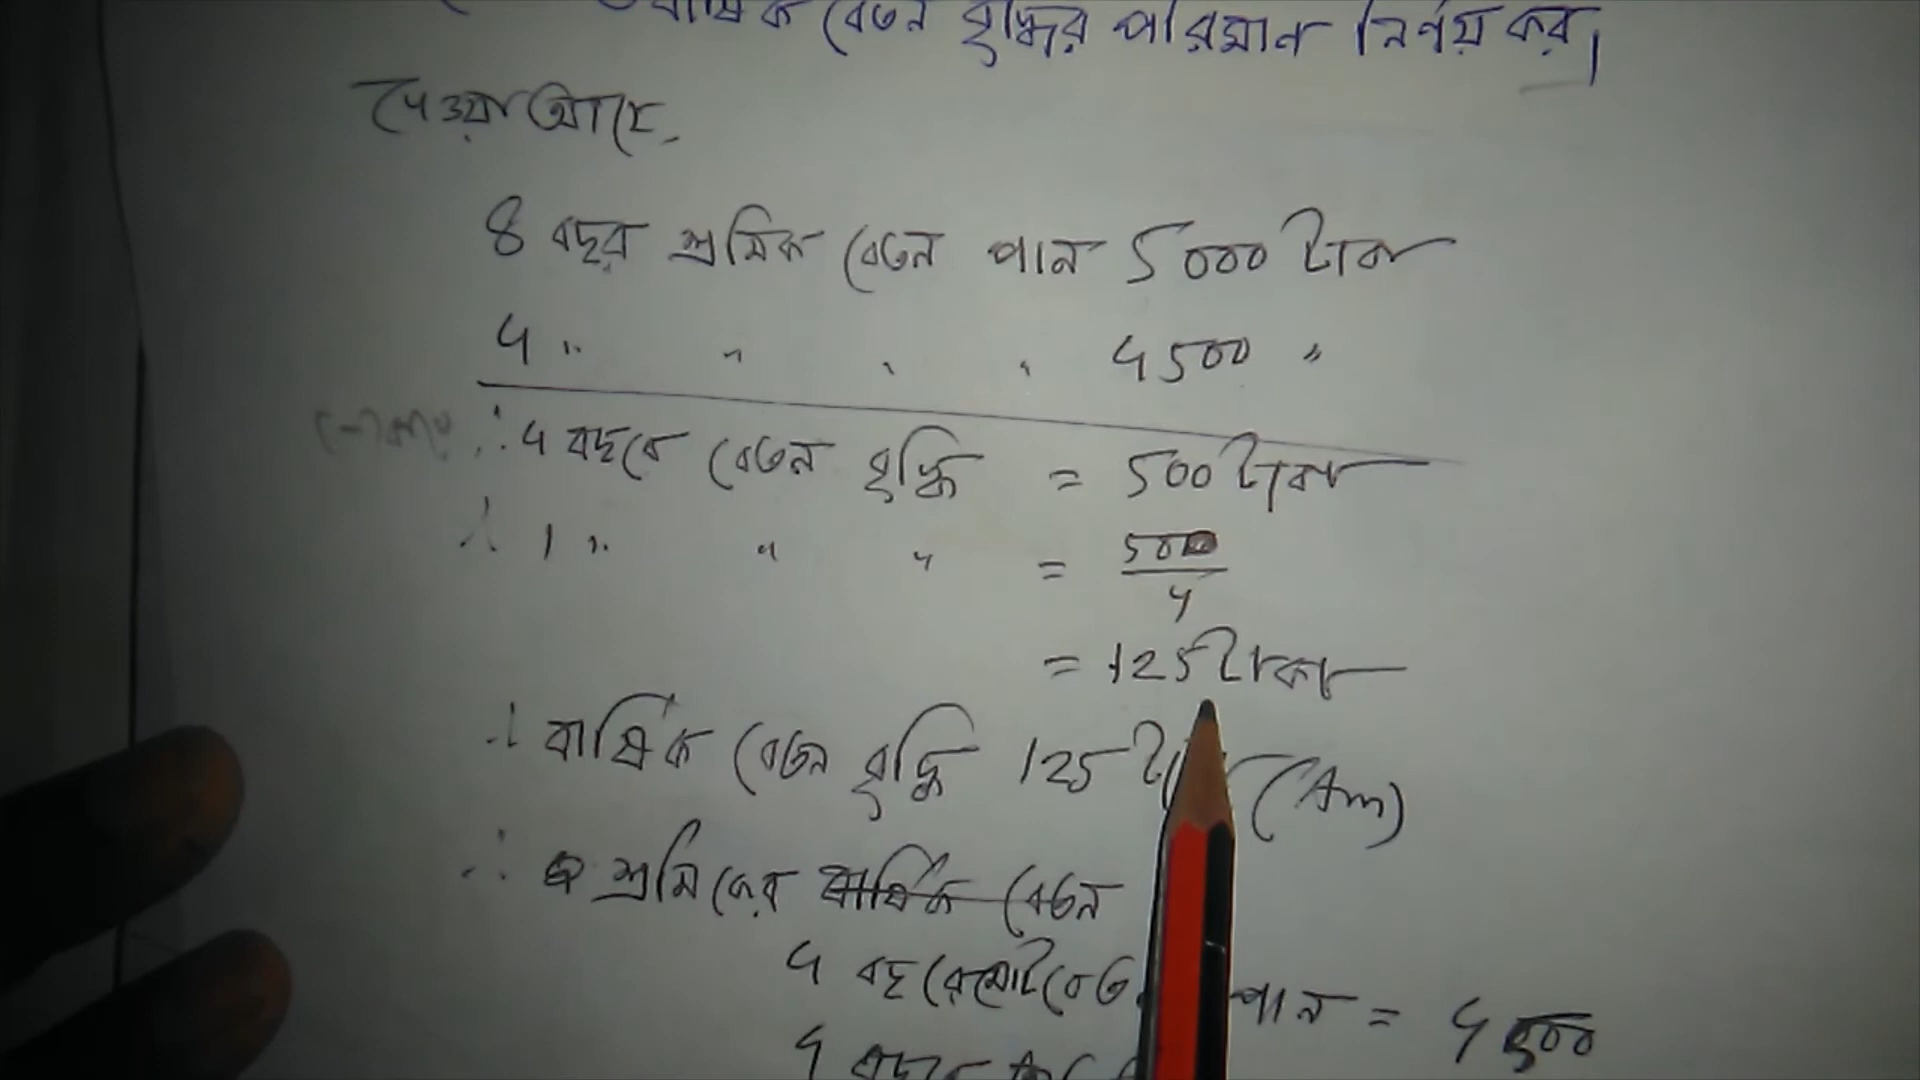 বার্ষিক বেতন বৃদ্ধির পরিমান নির্ণয় কর।
দেওয়া আছে,
8 বছর শ্রমিক বেতন পান 5000 টাকা
4 " " " " 4500 "
∴ 4 বছরে বেতন বৃদ্ধি = 500 টাকা
∴ 1 " " " = 500/4
= 125 টাকা
∴ বার্ষিক বেতন বৃদ্ধি 125 (Am)
∴ শ্রমিকের বার্ষিক বেতন
4 বছরে মোট পান = 4500
4